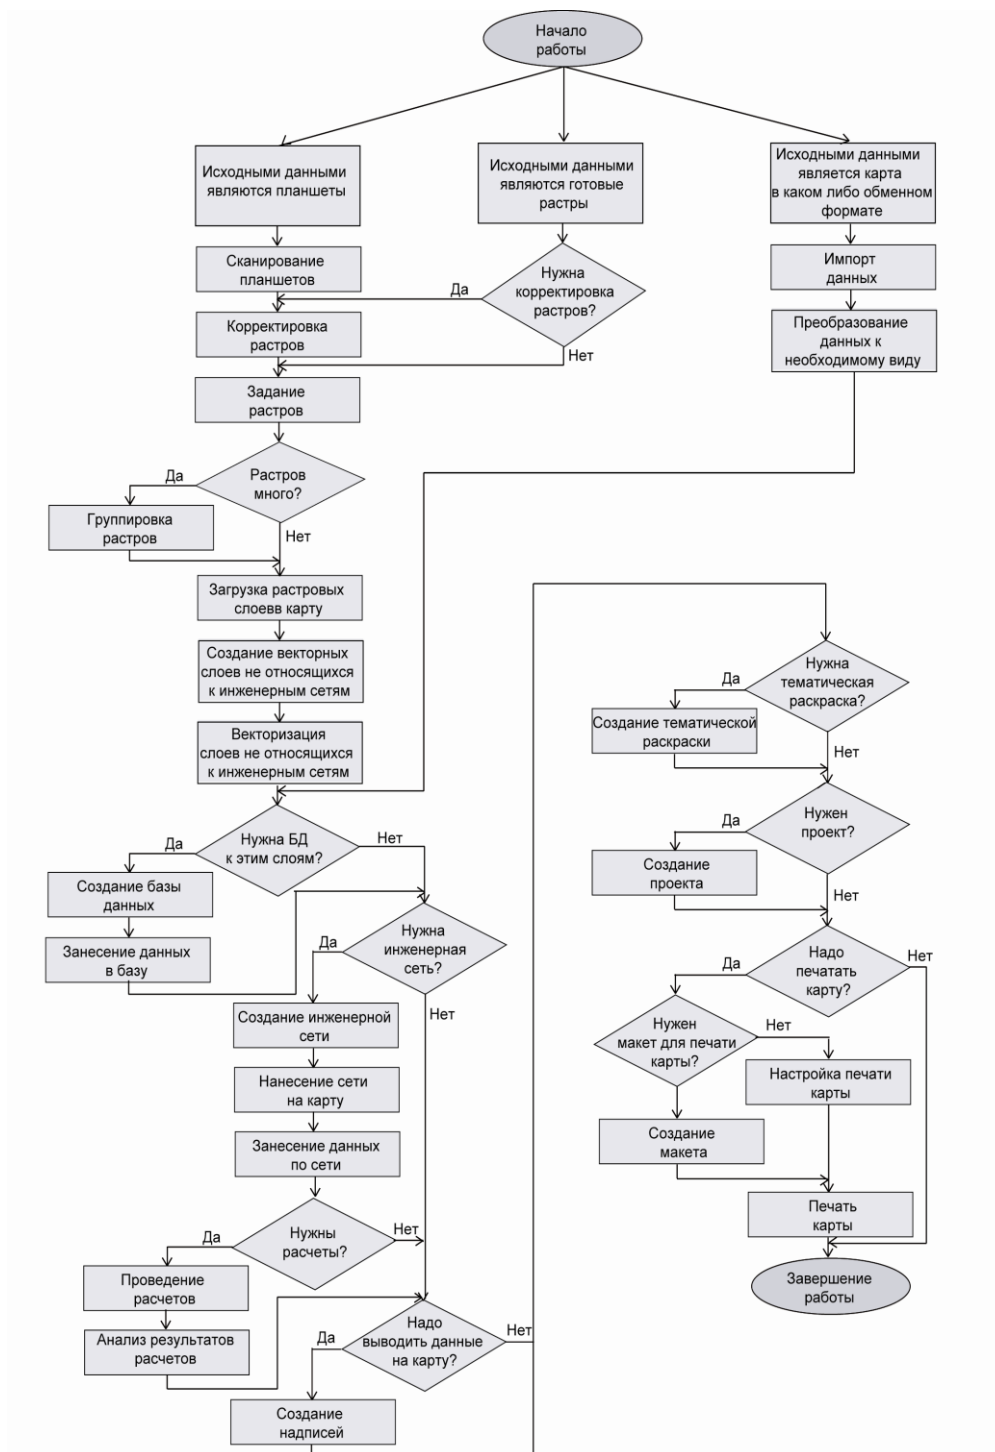 Начало
работы
Исходными данными
являются планшеты
Исходными данными
являются готовые
растры
Исходными данными
является карта
в каком либо обменном
формате
Сканирование
планшетов
Да
Нужна
корректировка
растров?
Импорт
данных
Корректировка
растров
Нет
Преобразование
данных к
необходимому виду
Задание
растров
Да
Растров
много?
Группировка
растров
Нет
Загрузка растровых
слоевв карту
Создание векторных
слоев не относящихся
к инженерным сетям
Векторизация
слоев не относящихся
к инженерным сетям
Да
Нужна БД
к этим слоям?
Нет
Создание базы
данных
Занесение данных
в базу
Да
Нужна
инженерная
сеть?
Нет
Создание инженерной
сети
Нанесение сети
на карту
Занесение данных
по сети
Да
Нужны
расчеты?
Нет
Проведение
расчетов
Анализ результатов
расчетов
Да
Надо
выводить данные
на карту?
Нет
Создание
надписей
Нужна
тематическая
раскраска?
Да
Создание тематической
раскраски
Нет
Да
Нужен
проект?
Создание
проекта
Нет
Да
Надо
печатать
карту?
Нет
Нужен
макет для печати
карты?
Нет
Настройка печати
карты
Создание
макета
Печать
карты
Завершение
работы